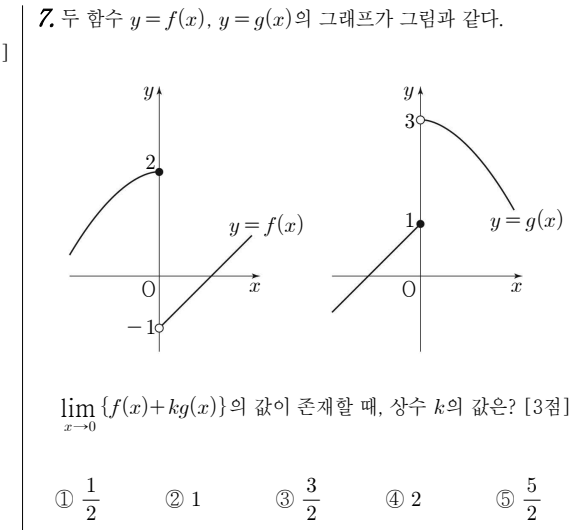 7. 두 함수 y=f(x), y=g(x)의 그래프가 그림과 같다.
]
y
2
y=f(x)
O
x
-1
y
3
1
y=g(x)
O
x
lim x→0 {f(x)+kg(x)}의 값이 존재할 때, 상수 k의 값은? [3점]
① 1/2 ② 1 ③ 3/2 ④ 2 ⑤ 5/2